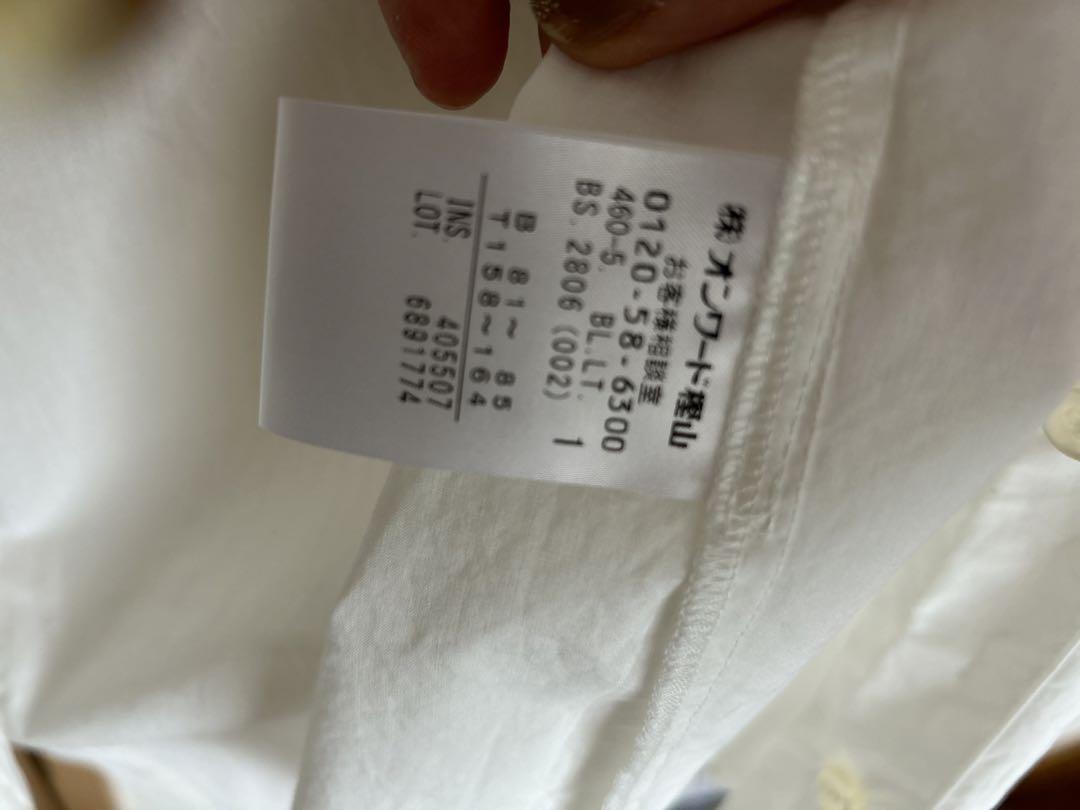 ㈱オンワード樫山
お客様相談室
0120-58-6300
460-5. BL.LT.
BS. 2806 (002) 1
B 81~ 85
T 158~164
INS. 405507
LOT. 6891774